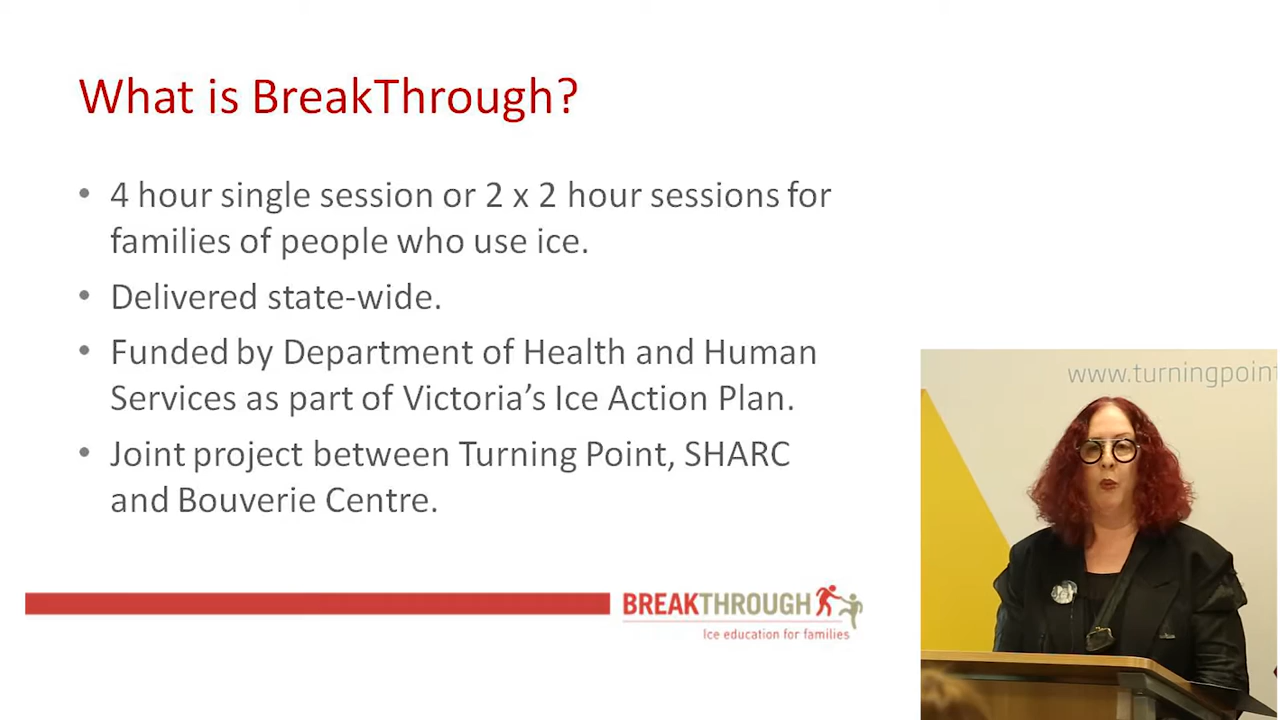 What is BreakThrough?
• 4 hour single session or 2 x 2 hour sessions for
families of people who use ice.
• Delivered state-wide.
• Funded by Department of Health and Human
Services as part of Victoria’s Ice Action Plan.
• Joint project between Turning Point, SHARC
and Bouverie Centre.
BREAKTHROUGH
Ice education for families
www.turningpoint